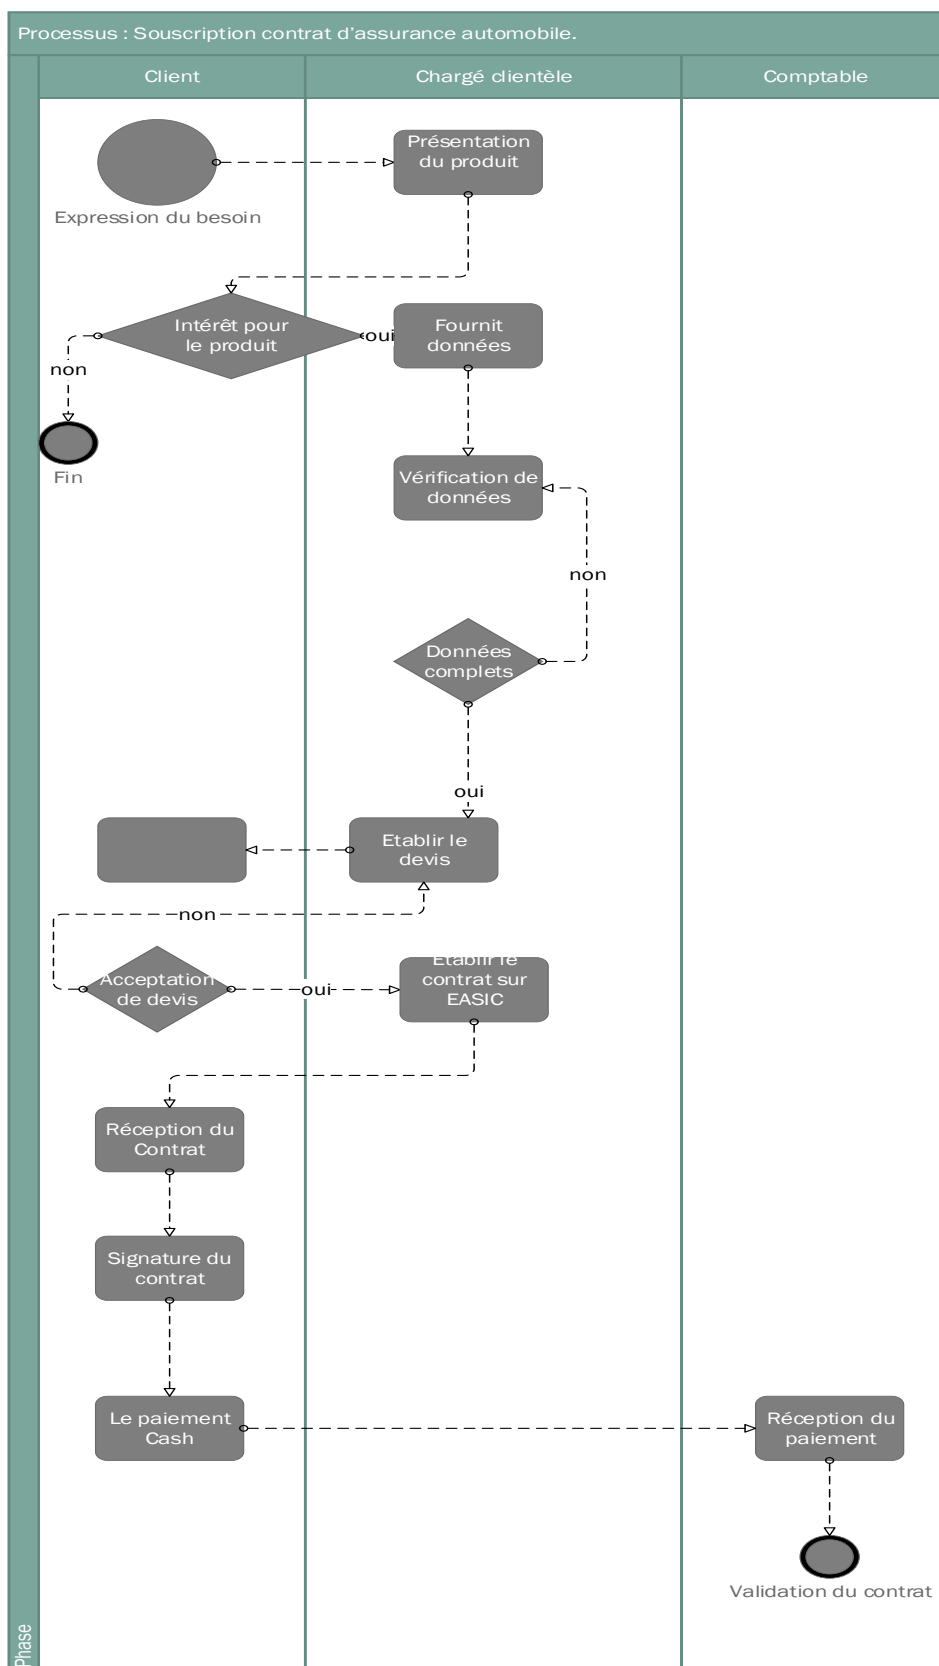 Processus : Souscription contrat d'assurance automobile.
Client
Chargé clientèle
Comptable
Présentation
du produit
Expression du besoin
Intérêt pour
le produit
oui
Fournit
données
non
Fin
Vérification de
données
non
Données
complets
oui
Etablir le
devis
non
Acceptation
de devis
oui
Etablir le
contrat sur
EASIC
Réception du
Contrat
Signature du
contrat
Le paiement
Cash
Réception du
paiement
Validation du contrat
Phase